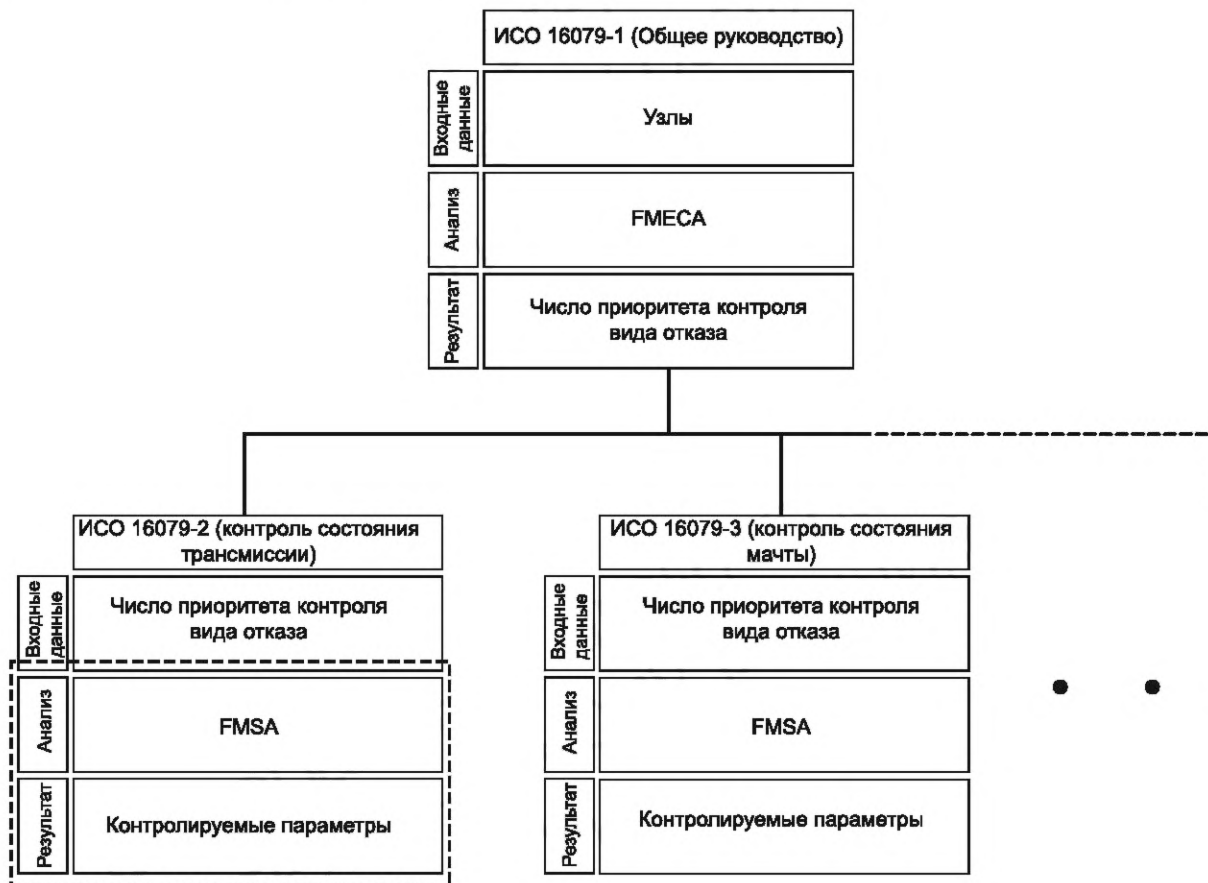 ИСО 16079-1 (Общее руководство)
Входные
данные
Узлы
Анализ
FMECA
Результат
Число приоритета контроля
вида отказа
ИСО 16079-2 (контроль состояния
трансмиссии)
Входные
данные
Число приоритета контроля
вида отказа
Анализ
FMSA
Результат
Контролируемые параметры
ИСО 16079-3 (контроль состояния
мачты)
Входные
данные
Число приоритета контроля
вида отказа
Анализ
FMSA
Результат
Контролируемые параметры